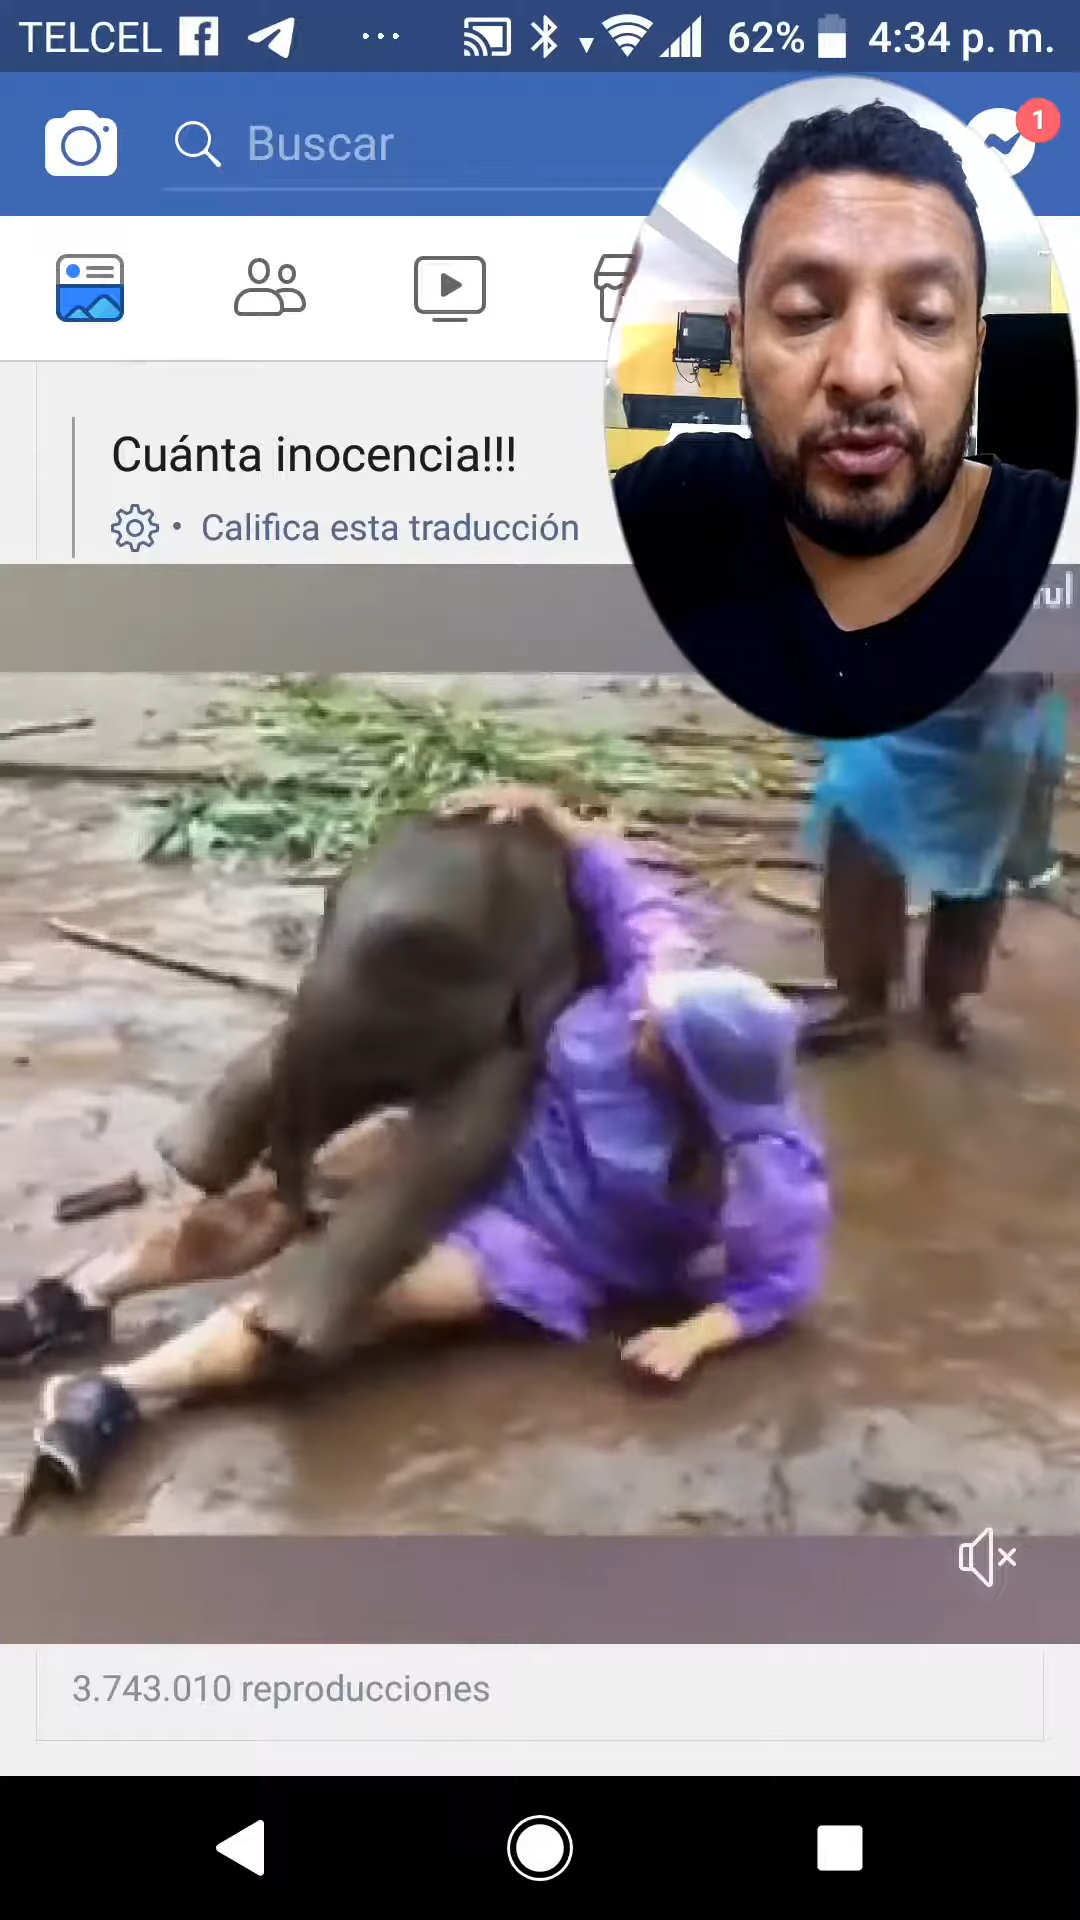 TELCEL 62% 4:34 p. m.
Buscar
1
Cuánta inocencia!!!
• Califica esta traducción
3.743.010 reproducciones